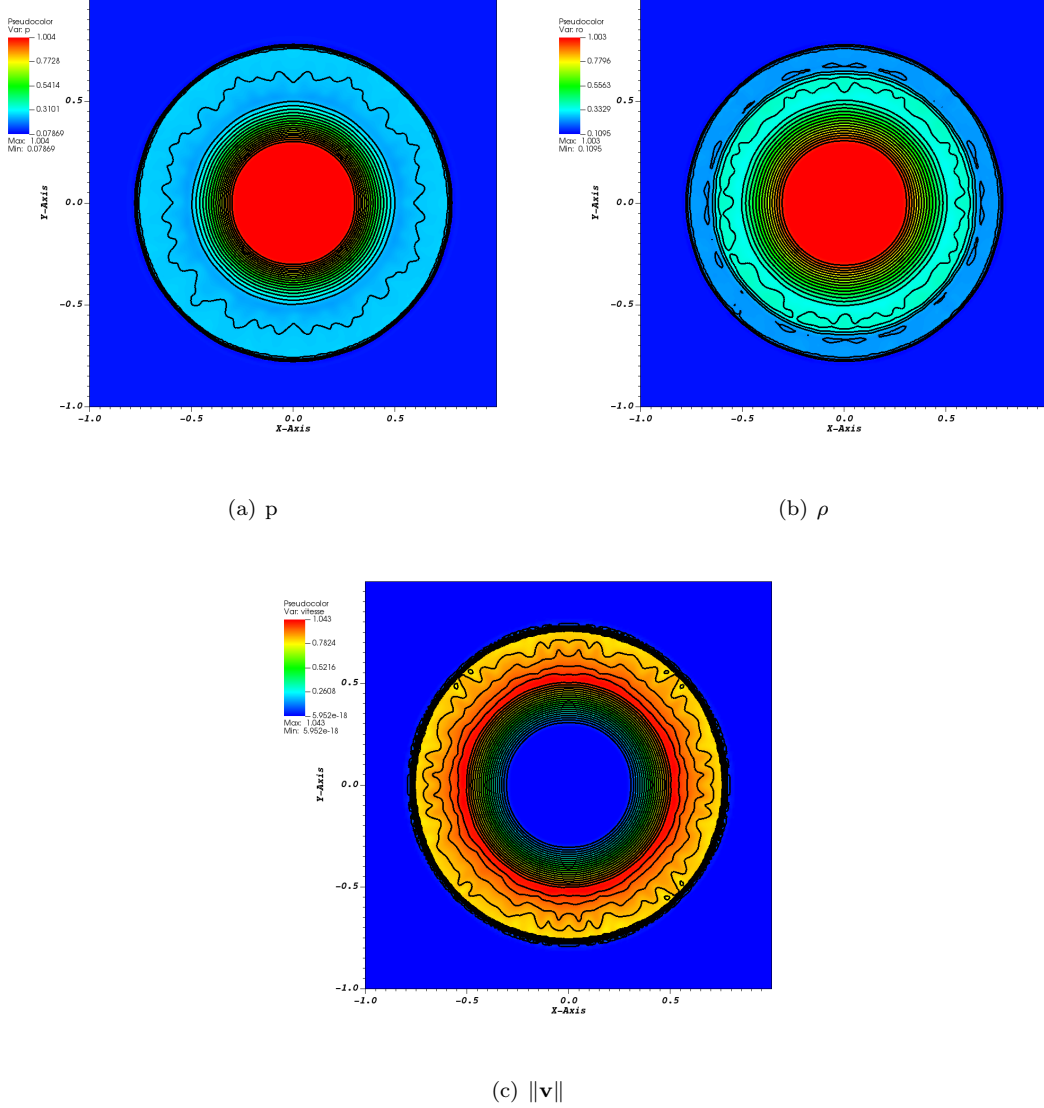 Pseudocolor
Var: p
1.004
0.7728
0.5414
0.3101
0.07869
Max: 1.004
Min: 0.07869
Y-Axis
0.5
0.0
-0.5
-1.0
-1.0 -0.5 0.0 0.5
X-Axis
(a) p
Pseudocolor
Var: ro
1.003
0.7796
0.5563
0.3329
0.1095
Max: 1.003
Min: 0.1095
Y-Axis
0.5
0.0
-0.5
-1.0
-1.0 -0.5 0.0 0.5
X-Axis
(b) ρ
Pseudocolor
Var: vitesse
1.043
0.7824
0.5216
0.2608
5.952e-18
Max: 1.043
Min: 5.952e-18
Y-Axis
0.5
0.0
-0.5
-1.0
-1.0 -0.5 0.0 0.5
X-Axis
(c) ‖v‖